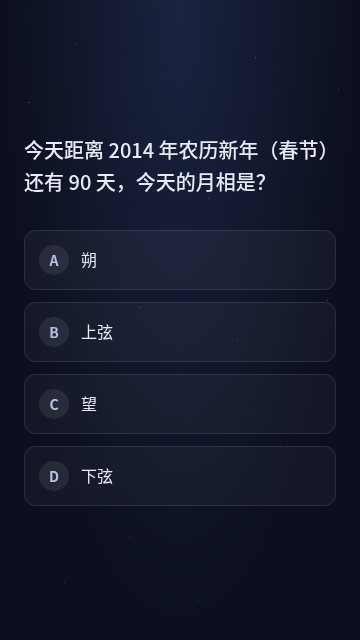 今天距离 2014 年农历新年（春节）
还有 90 天，今天的月相是？
A 朔
B 上弦
C 望
D 下弦